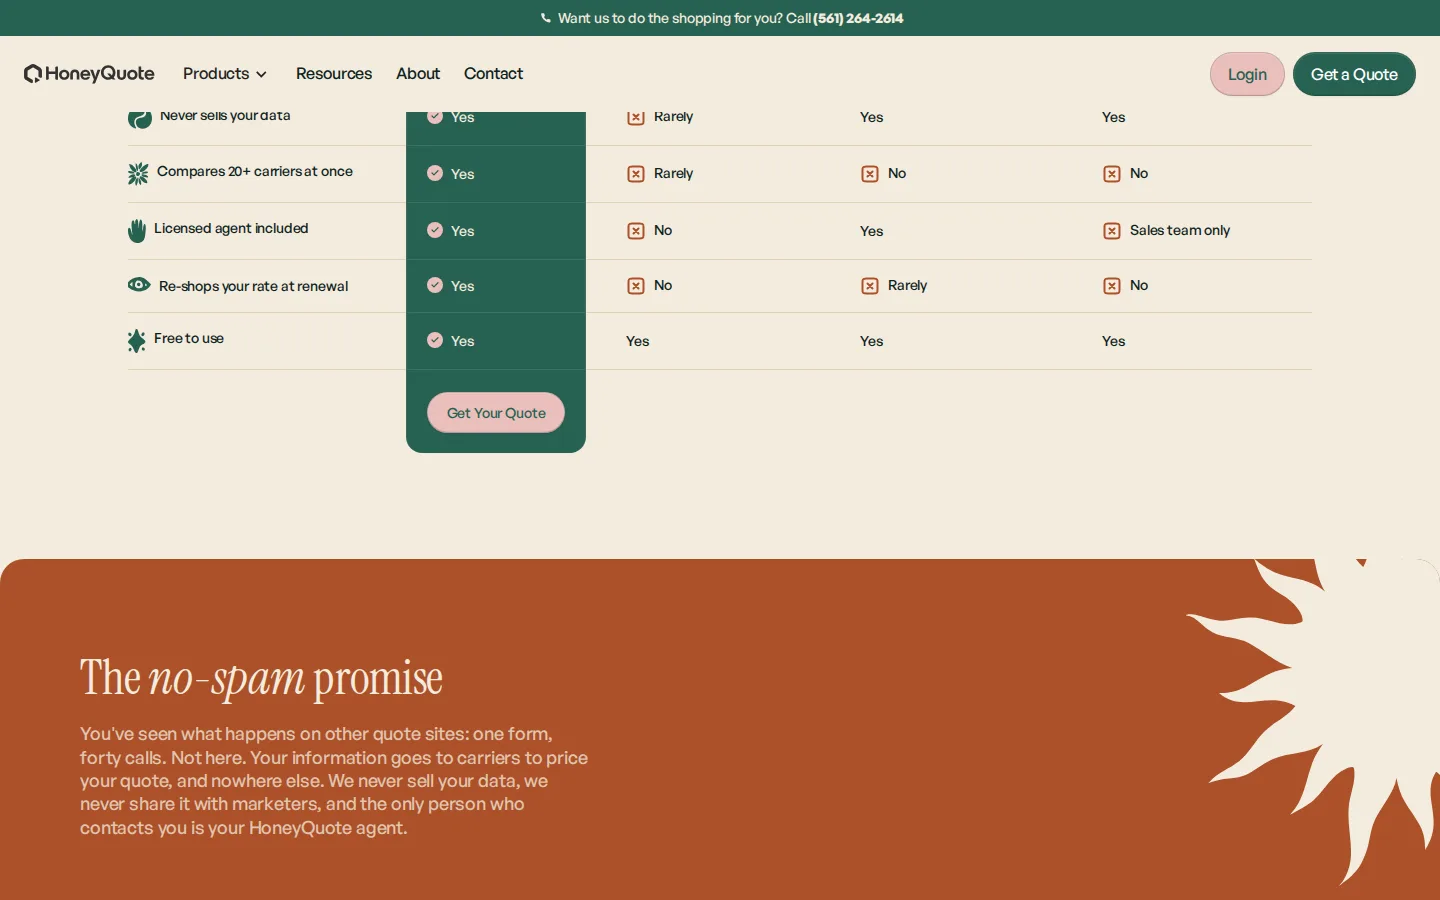 Want us to do the shopping for you? Call (561) 264-2614
HoneyQuote Products Resources About Contact Login Get a Quote
Never sells your data Yes Rarely Yes Yes
Compares 20+ carriers at once Yes Rarely No No
Licensed agent included Yes No Yes Sales team only
Re-shops your rate at renewal Yes No Rarely No
Free to use Yes Yes Yes Yes
Get Your Quote
The no-spam promise
You've seen what happens on other quote sites: one form,
forty calls. Not here. Your information goes to carriers to price
your quote, and nowhere else. We never sell your data, we
never share it with marketers, and the only person who
contacts you is your HoneyQuote agent.